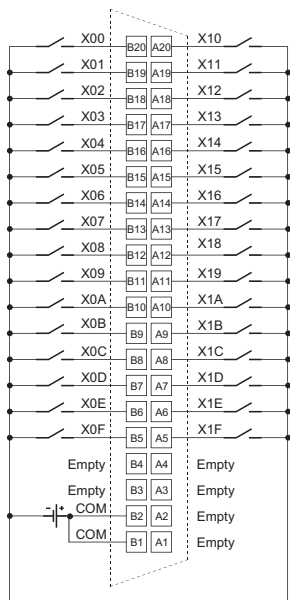 X00 B20 A20 X10
X01 B19 A19 X11
X02 B18 A18 X12
X03 B17 A17 X13
X04 B16 A16 X14
X05 B15 A15 X15
X06 B14 A14 X16
X07 B13 A13 X17
X08 B12 A12 X18
X09 B11 A11 X19
X0A B10 A10 X1A
X0B B9 A9 X1B
X0C B8 A8 X1C
X0D B7 A7 X1D
X0E B6 A6 X1E
X0F B5 A5 X1F
Empty B4 A4 Empty
Empty B3 A3 Empty
- + COM B2 A2 Empty
COM B1 A1 Empty